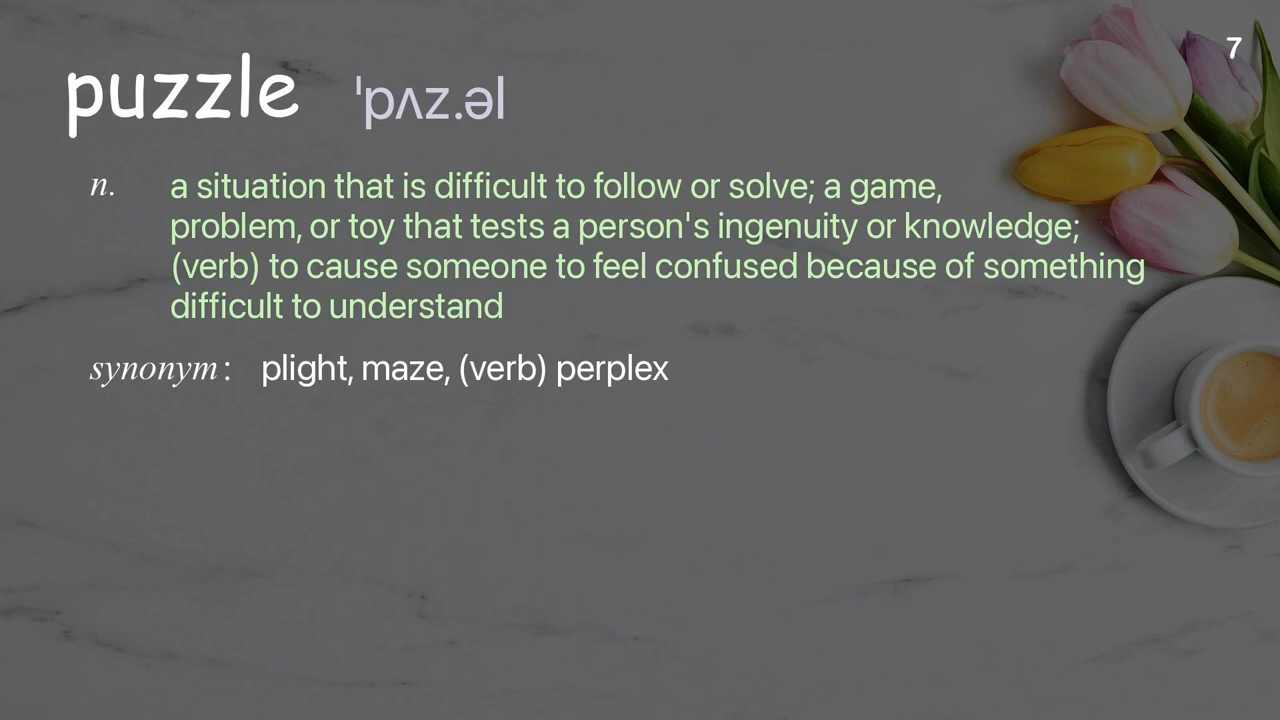 7
puzzle ˈpʌz.əl
n. a situation that is difficult to follow or solve; a game,
problem, or toy that tests a person's ingenuity or knowledge;
(verb) to cause someone to feel confused because of something
difficult to understand
synonym: plight, maze, (verb) perplex